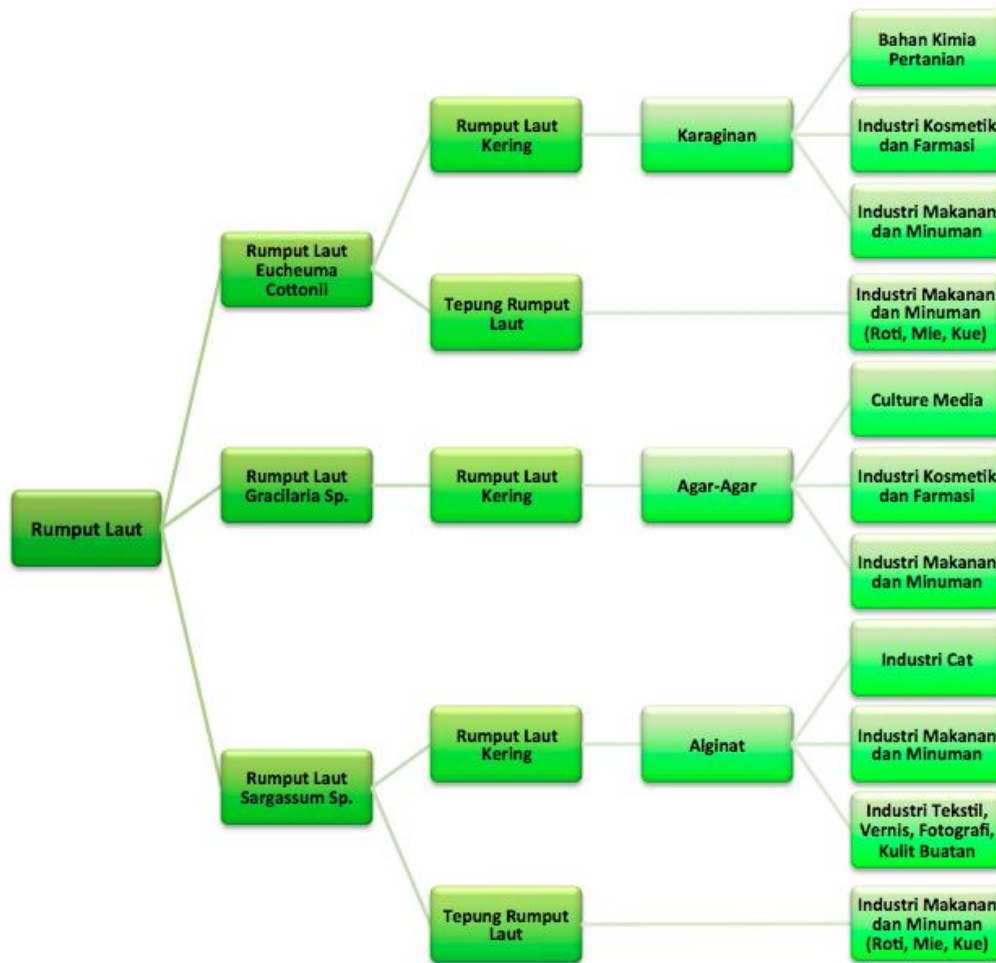 Bahan Kimia
Pertanian
Rumput Laut
Kering
Karaginan
Industri Kosmetik
dan Farmasi
Industri Makanan
dan Minuman
Rumput Laut
Eucheuma
Cottonii
Tepung Rumput
Laut
Industri Makanan
dan Minuman
(Roti, Mie, Kue)
Culture Media
Rumput Laut
Gracilaria Sp.
Rumput Laut
Kering
Agar-Agar
Industri Kosmetik
dan Farmasi
Rumput Laut
Industri Makanan
dan Minuman
Industri Cat
Rumput Laut
Kering
Alginat
Industri Makanan
dan Minuman
Rumput Laut
Sargassum Sp.
Industri Tekstil,
Vernis, Fotografi,
Kulit Buatan
Tepung Rumput
Laut
Industri Makanan
dan Minuman
(Roti, Mie, Kue)